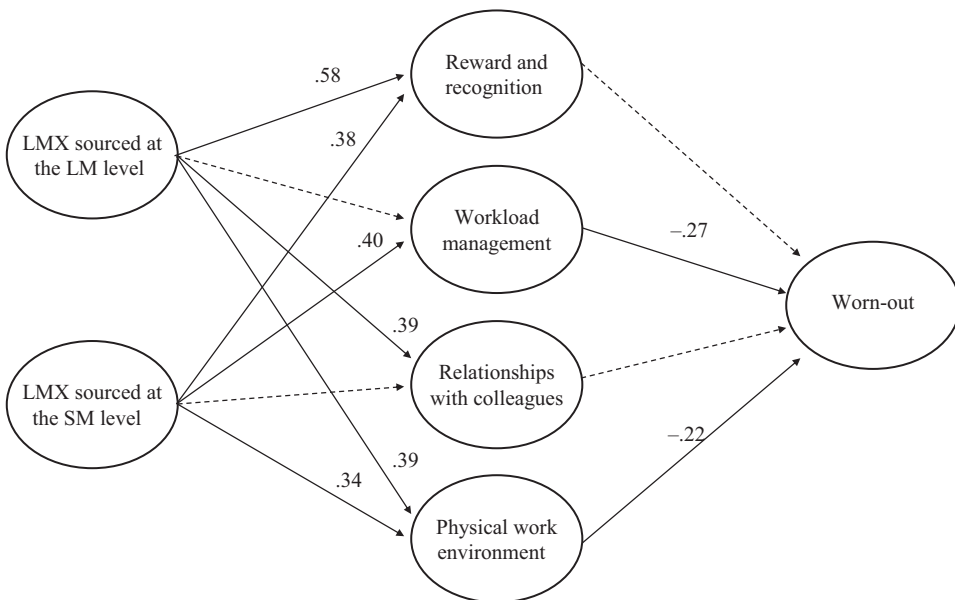 Reward and
recognition
.58
LMX sourced at
the LM level
.38
Workload
management
.40
–.27
Worn-out
.39
Relationships
with colleagues
LMX sourced at
the SM level
–.22
.39
.34
Physical work
environment